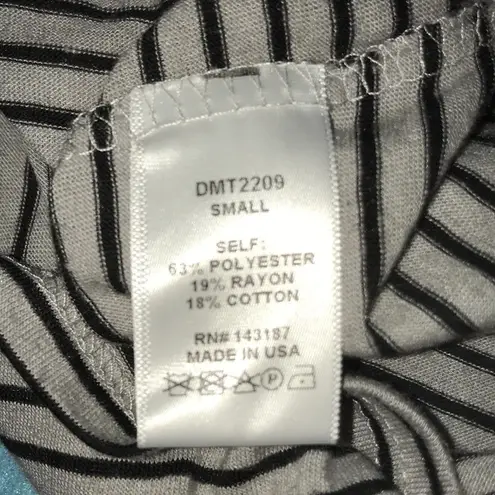 DMT2209
SMALL
SELF:
63% POLYESTER
19% RAYON
18% COTTON
RN# 143187
MADE IN USA
P